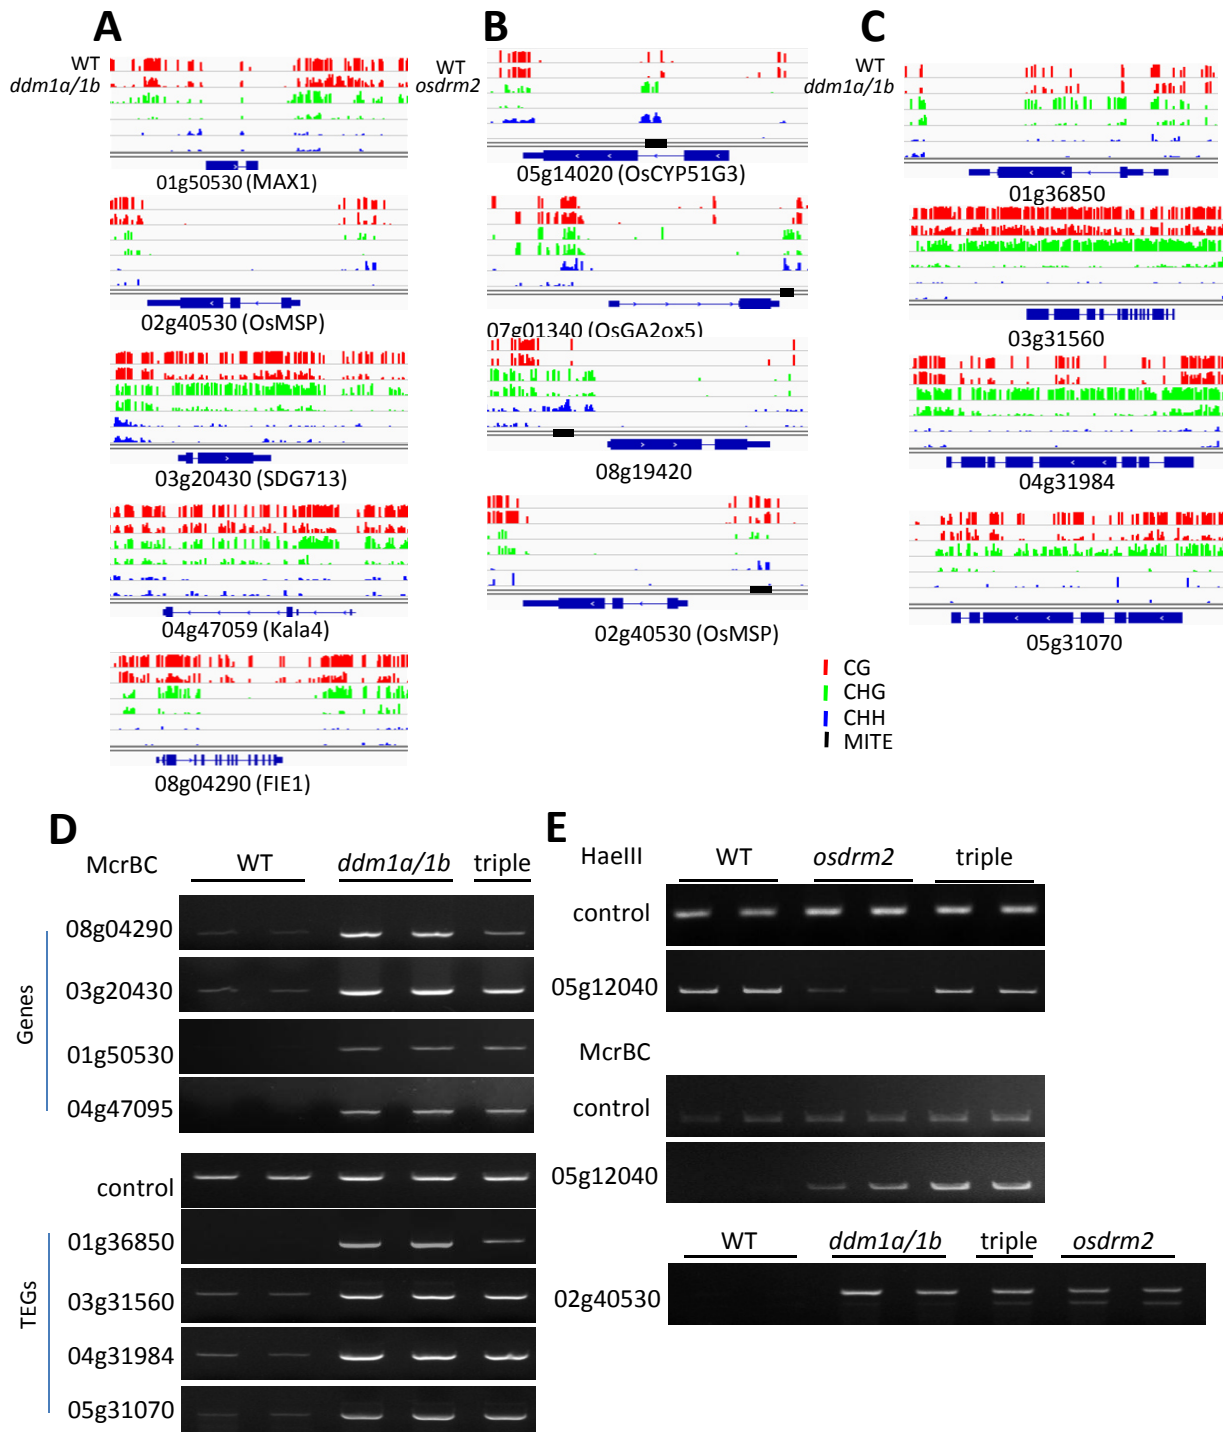 A
WT
ddm1a/1b
01g50530 (MAX1)
02g40530 (OsMSP)
03g20430 (SDG713)
04g47059 (Kala4)
08g04290 (FIE1)
B
WT
osdrm2
05g14020 (OsCYP51G3)
07g01340 (OsGA2ox5)
08g19420
02g40530 (OsMSP)
C
WT
ddm1a/1b
01g36850
03g31560
04g31984
05g31070
CG
CHG
CHH
MITE
D
McrBC
WT
ddm1a/1b
triple
Genes
08g04290
03g20430
01g50530
04g47095
control
TEGs
01g36850
03g31560
04g31984
05g31070
E
HaeIII
WT
osdrm2
triple
control
05g12040
McrBC
control
05g12040
WT
ddm1a/1b
triple
osdrm2
02g40530